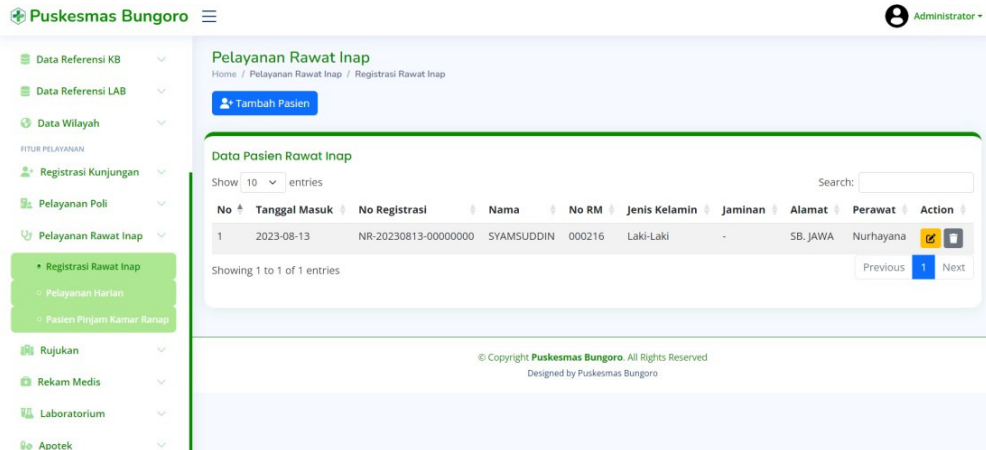 Puskesmas Bungoro
Administrator
Data Referensi KB
Data Referensi LAB
Data Wilayah
FITUR PELAYANAN
Registrasi Kunjungan
Pelayanan Poli
Pelayanan Rawat Inap
Registrasi Rawat Inap
Pelayanan Harian
Pasien Pinjam Kamar Ranap
Rujukan
Rekam Medis
Laboratorium
Apotek
Pelayanan Rawat Inap
Home / Pelayanan Rawat Inap / Registrasi Rawat Inap
Tambah Pasien
Data Pasien Rawat Inap
Show 10 entries Search:
No Tanggal Masuk No Registrasi Nama No RM Jenis Kelamin Jaminan Alamat Perawat Action
1 2023-08-13 NR-20230813-00000000 SYAMSUDDIN 000216 Laki-Laki - SB. JAWA Nurhayana
Showing 1 to 1 of 1 entries Previous 1 Next
© Copyright Puskesmas Bungoro. All Rights Reserved
Designed by Puskesmas Bungoro